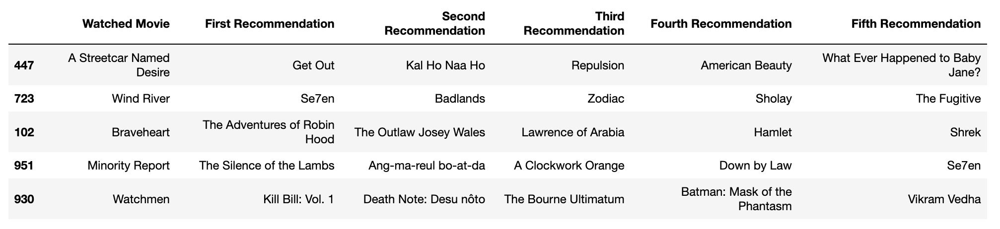 Watched Movie First Recommendation Second Recommendation Third Recommendation Fourth Recommendation Fifth Recommendation
447 A Streetcar Named Desire Get Out Kal Ho Naa Ho Repulsion American Beauty What Ever Happened to Baby Jane?
723 Wind River Se7en Badlands Zodiac Sholay The Fugitive
102 Braveheart The Adventures of Robin Hood The Outlaw Josey Wales Lawrence of Arabia Hamlet Shrek
951 Minority Report The Silence of the Lambs Ang-ma-reul bo-at-da A Clockwork Orange Down by Law Se7en
930 Watchmen Kill Bill: Vol. 1 Death Note: Desu nôto The Bourne Ultimatum Batman: Mask of the Phantasm Vikram Vedha